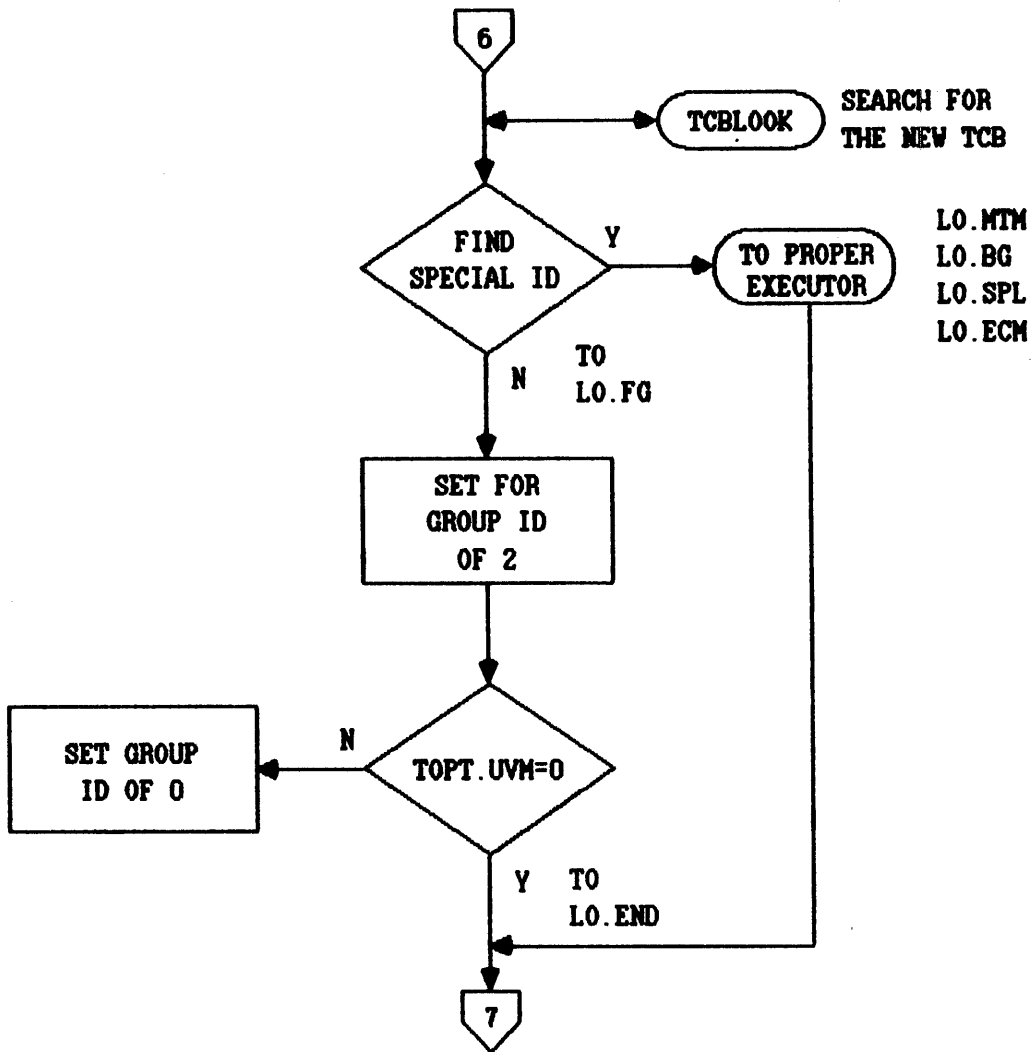 6
TCBLOOK
SEARCH FOR
THE NEW TCB
FIND
SPECIAL ID
Y
TO PROPER
EXECUTOR
LO.MTM
LO.BG
LO.SPL
LO.ECM
N
TO
LO.FG
SET FOR
GROUP ID
OF 2
SET GROUP
ID OF 0
N
TOPT.UVM=0
Y
TO
LO.END
7